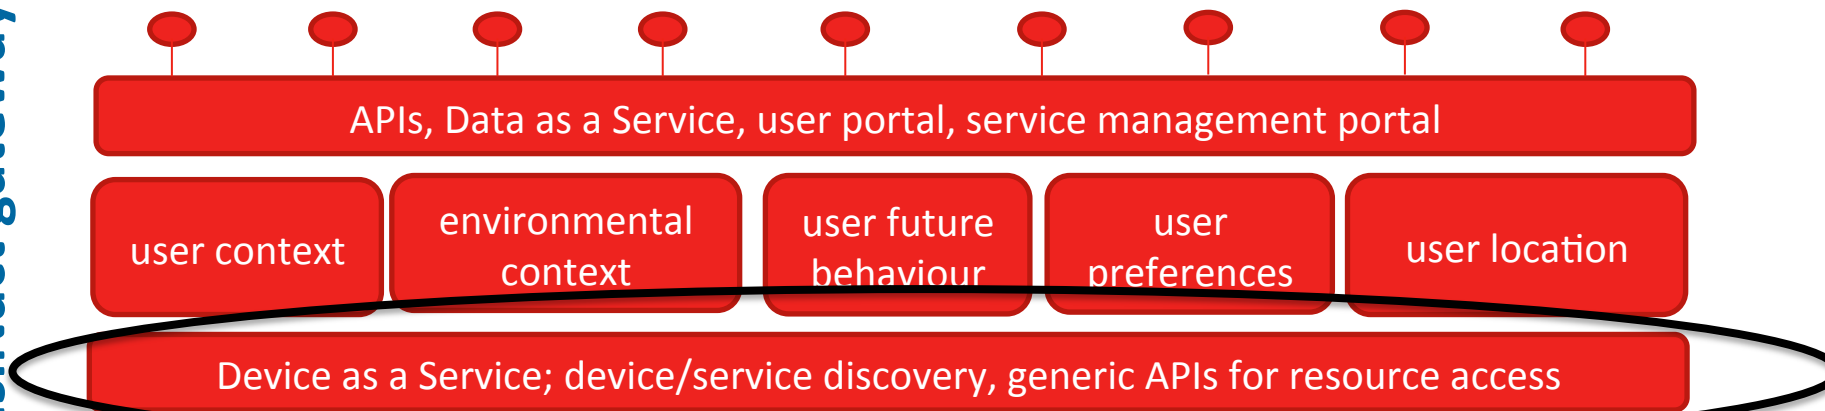 APIs, Data as a Service, user portal, service management portal
user context
environmental
context
user future
behaviour
user
preferences
user location
Device as a Service; device/service discovery, generic APIs for resource access
gateway